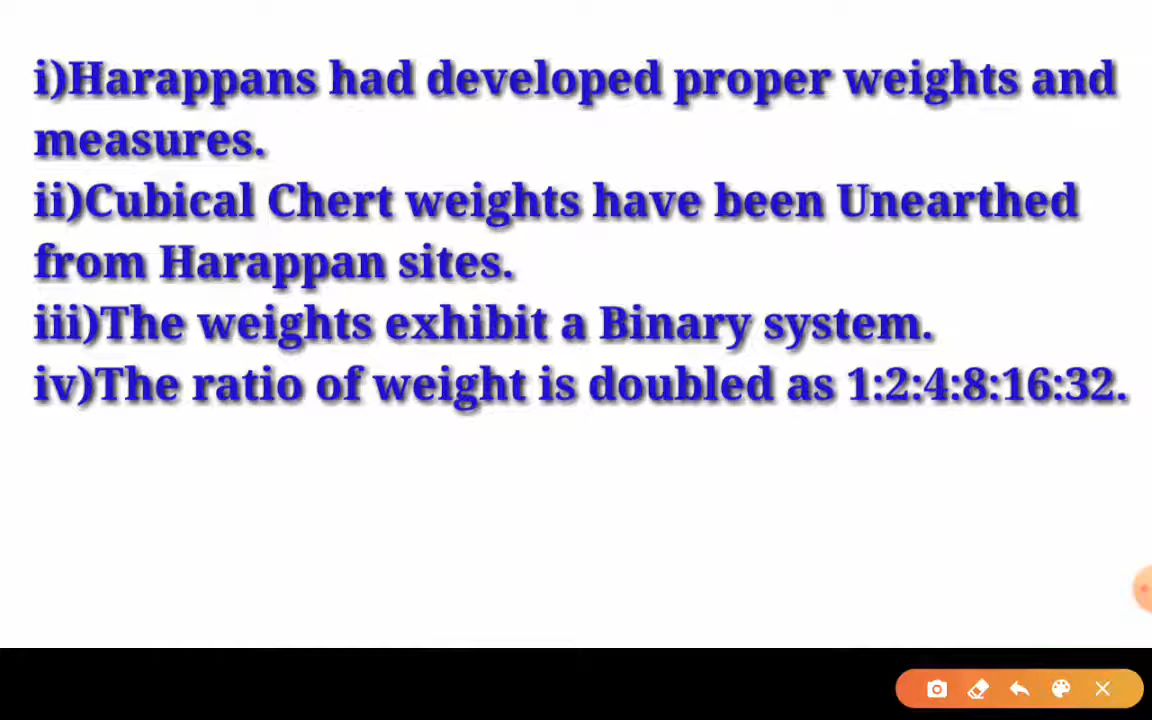 i)Harappans had developed proper weights and
measures.
ii)Cubical Chert weights have been Unearthed
from Harappan sites.
iii)The weights exhibit a Binary system.
iv)The ratio of weight is doubled as 1:2:4:8:16:32.